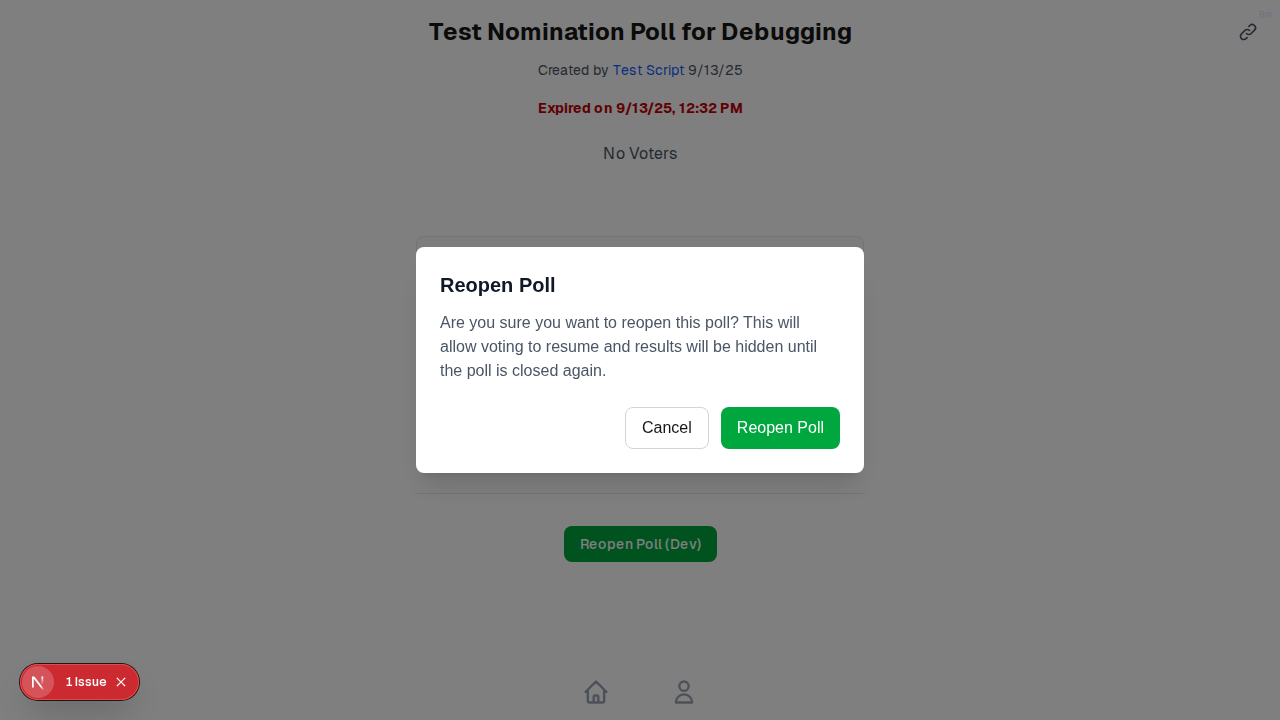 Test Nomination Poll for Debugging
Created by Test Script 9/13/25
Expired on 9/13/25, 12:32 PM
No Voters
Reopen Poll
Are you sure you want to reopen this poll? This will
allow voting to resume and results will be hidden until
the poll is closed again.
Cancel
Reopen Poll
Reopen Poll (Dev)
1 Issue